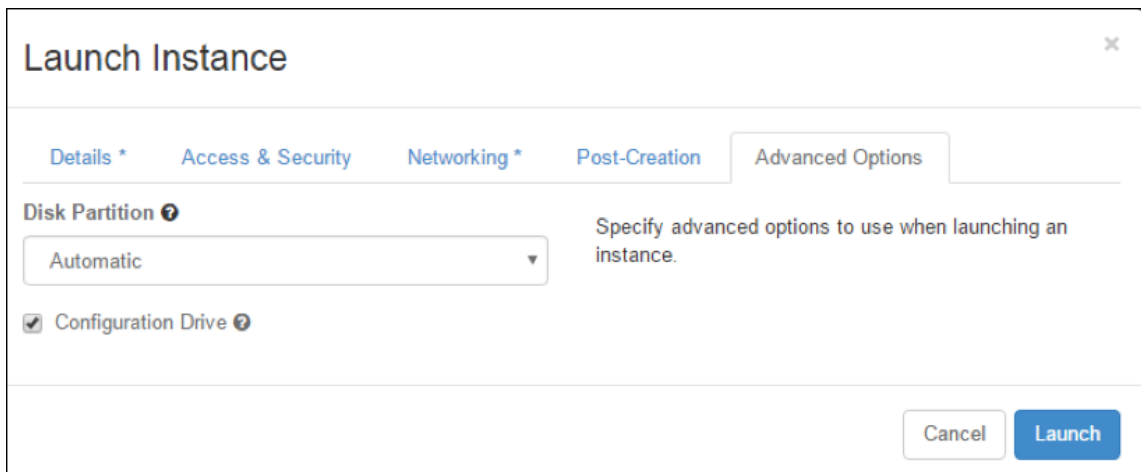 Launch Instance
×
Details * Access & Security Networking * Post-Creation Advanced Options
Disk Partition ?
Specify advanced options to use when launching an
instance.
Automatic
Configuration Drive ?
Cancel Launch